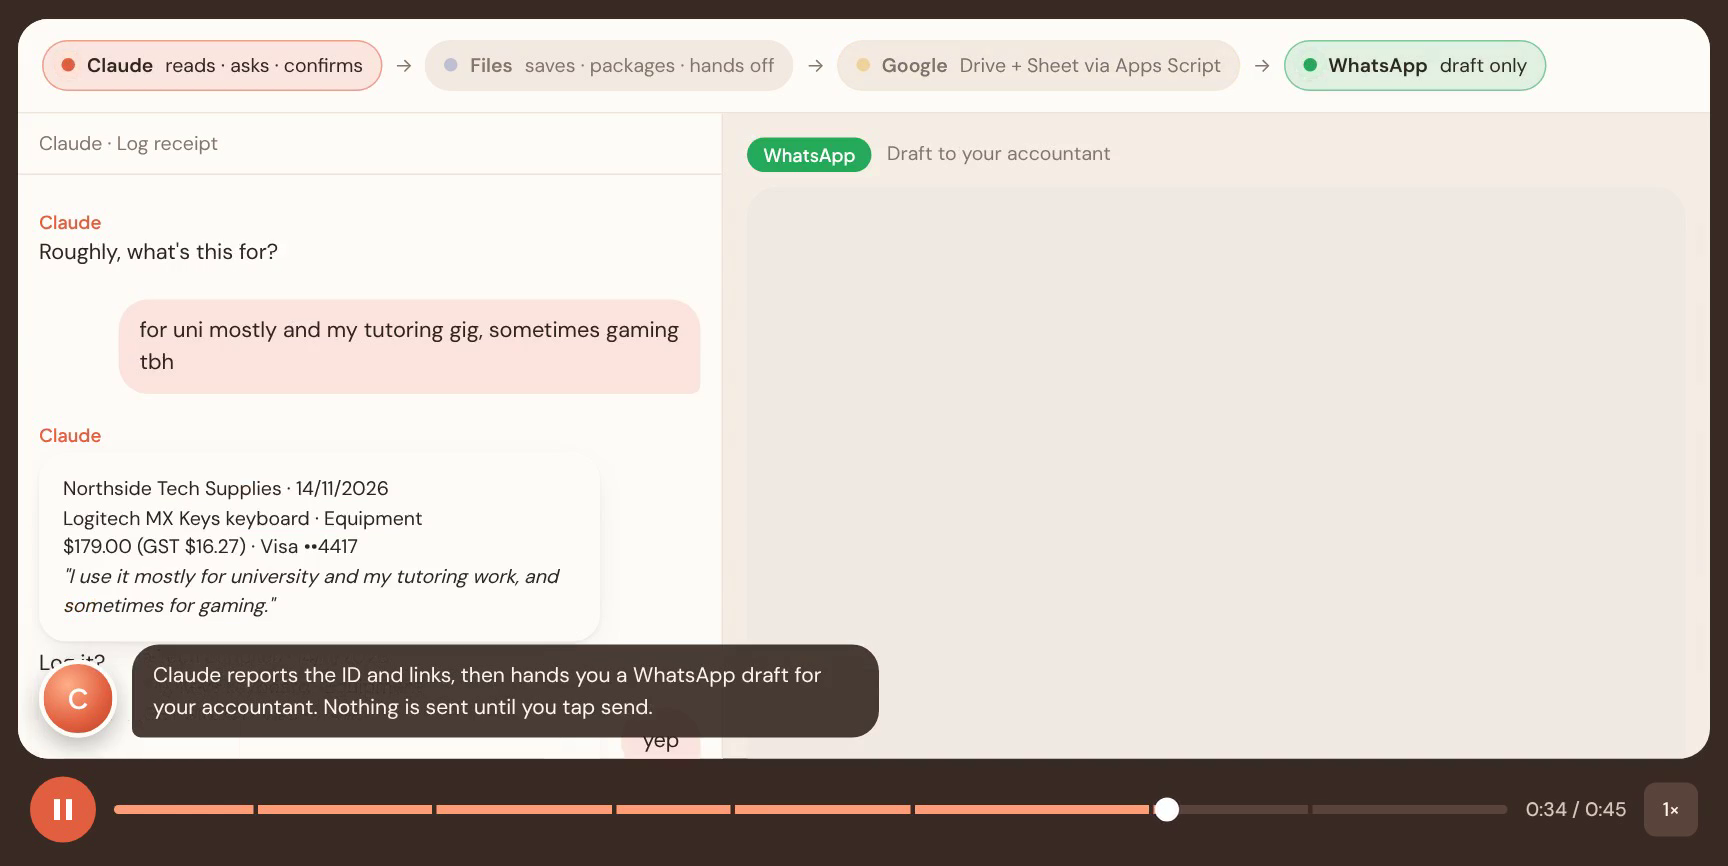 Claude reads · asks · confirms → Files saves · packages · hands off → Google Drive + Sheet via Apps Script → WhatsApp draft only
Claude · Log receipt
Claude
Roughly, what's this for?
for uni mostly and my tutoring gig, sometimes gaming
tbh
Claude
Northside Tech Supplies · 14/11/2026
Logitech MX Keys keyboard · Equipment
$179.00 (GST $16.27) · Visa ••4417
"I use it mostly for university and my tutoring work, and
sometimes for gaming."
Log it?
yep
WhatsApp Draft to your accountant
C
Claude reports the ID and links, then hands you a WhatsApp draft for
your accountant. Nothing is sent until you tap send.
0:34 / 0:45 1×